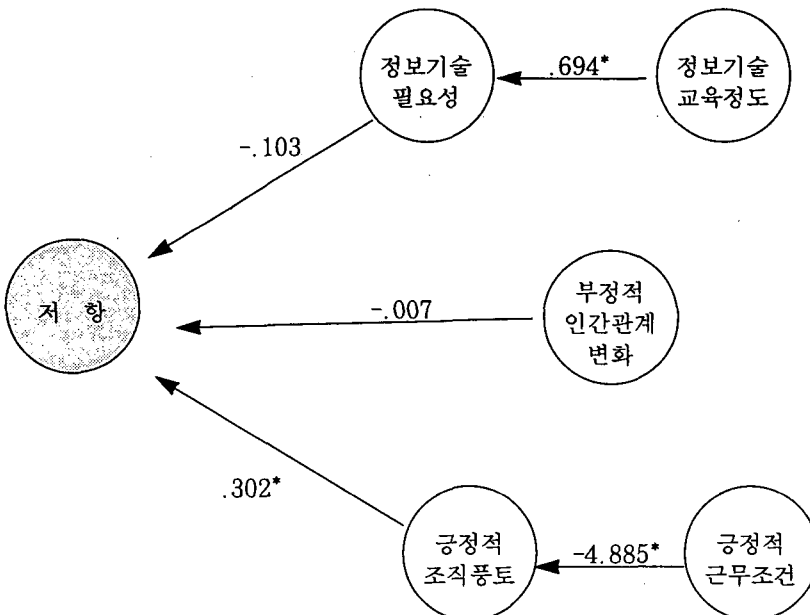 정보기술
필요성
.694*
정보기술
교육정도
-.103
저 항
-.007
부정적
인간관계
변화
.302*
긍정적
조직풍토
-4.885*
긍정적
근무조건